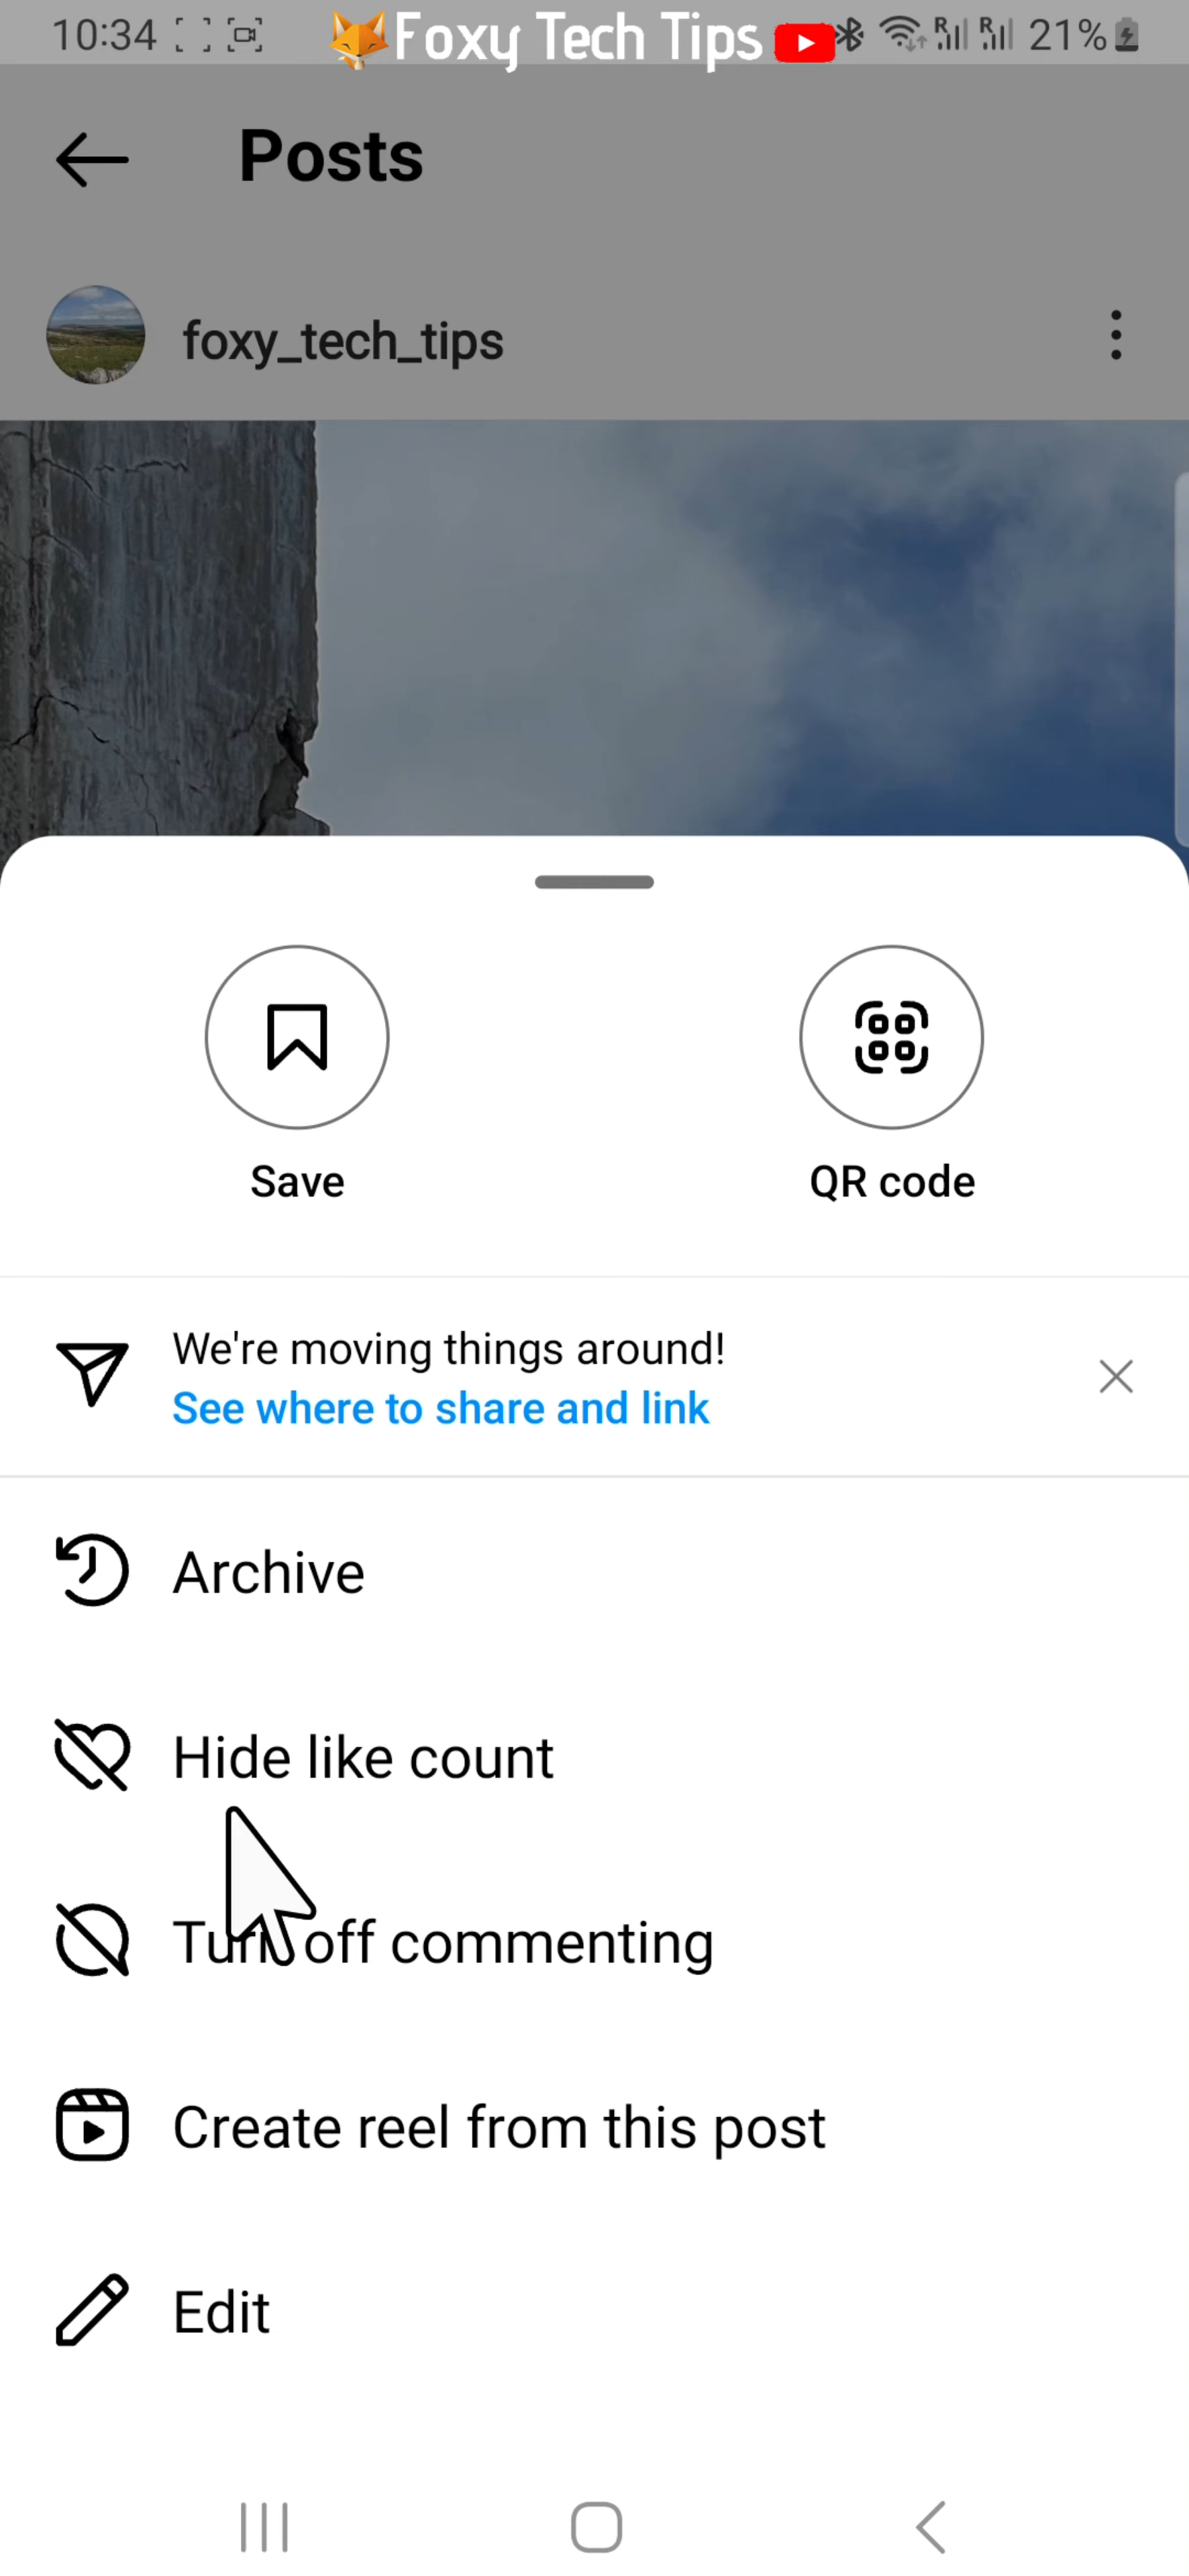 10:34 Foxy Tech Tips 21%
Posts
foxy_tech_tips
Save QR code
We're moving things around!
See where to share and link
Archive
Hide like count
Turn off commenting
Create reel from this post
Edit